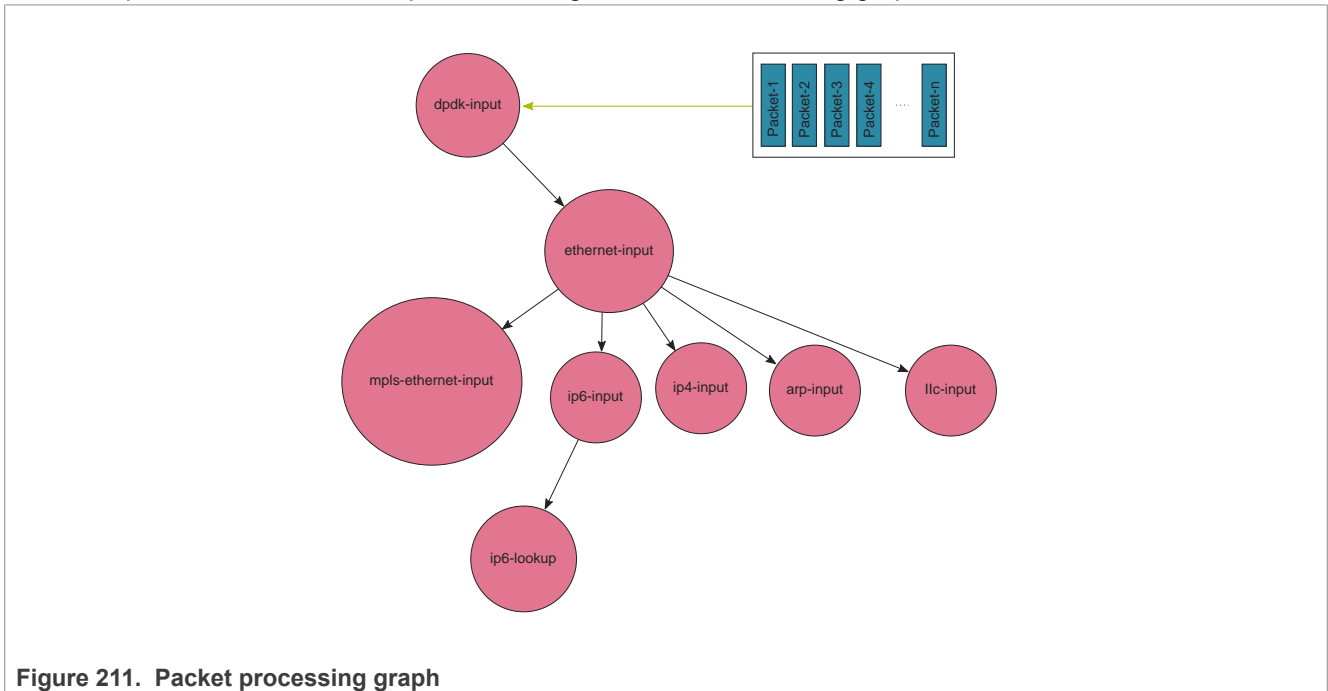 dpdk-input
Packet-1
Packet-2
Packet-3
Packet-4
....
Packet-n
ethernet-input
mpls-ethernet-input
ip6-input
ip4-input
arp-input
llc-input
ip6-lookup
Figure 211. Packet processing graph